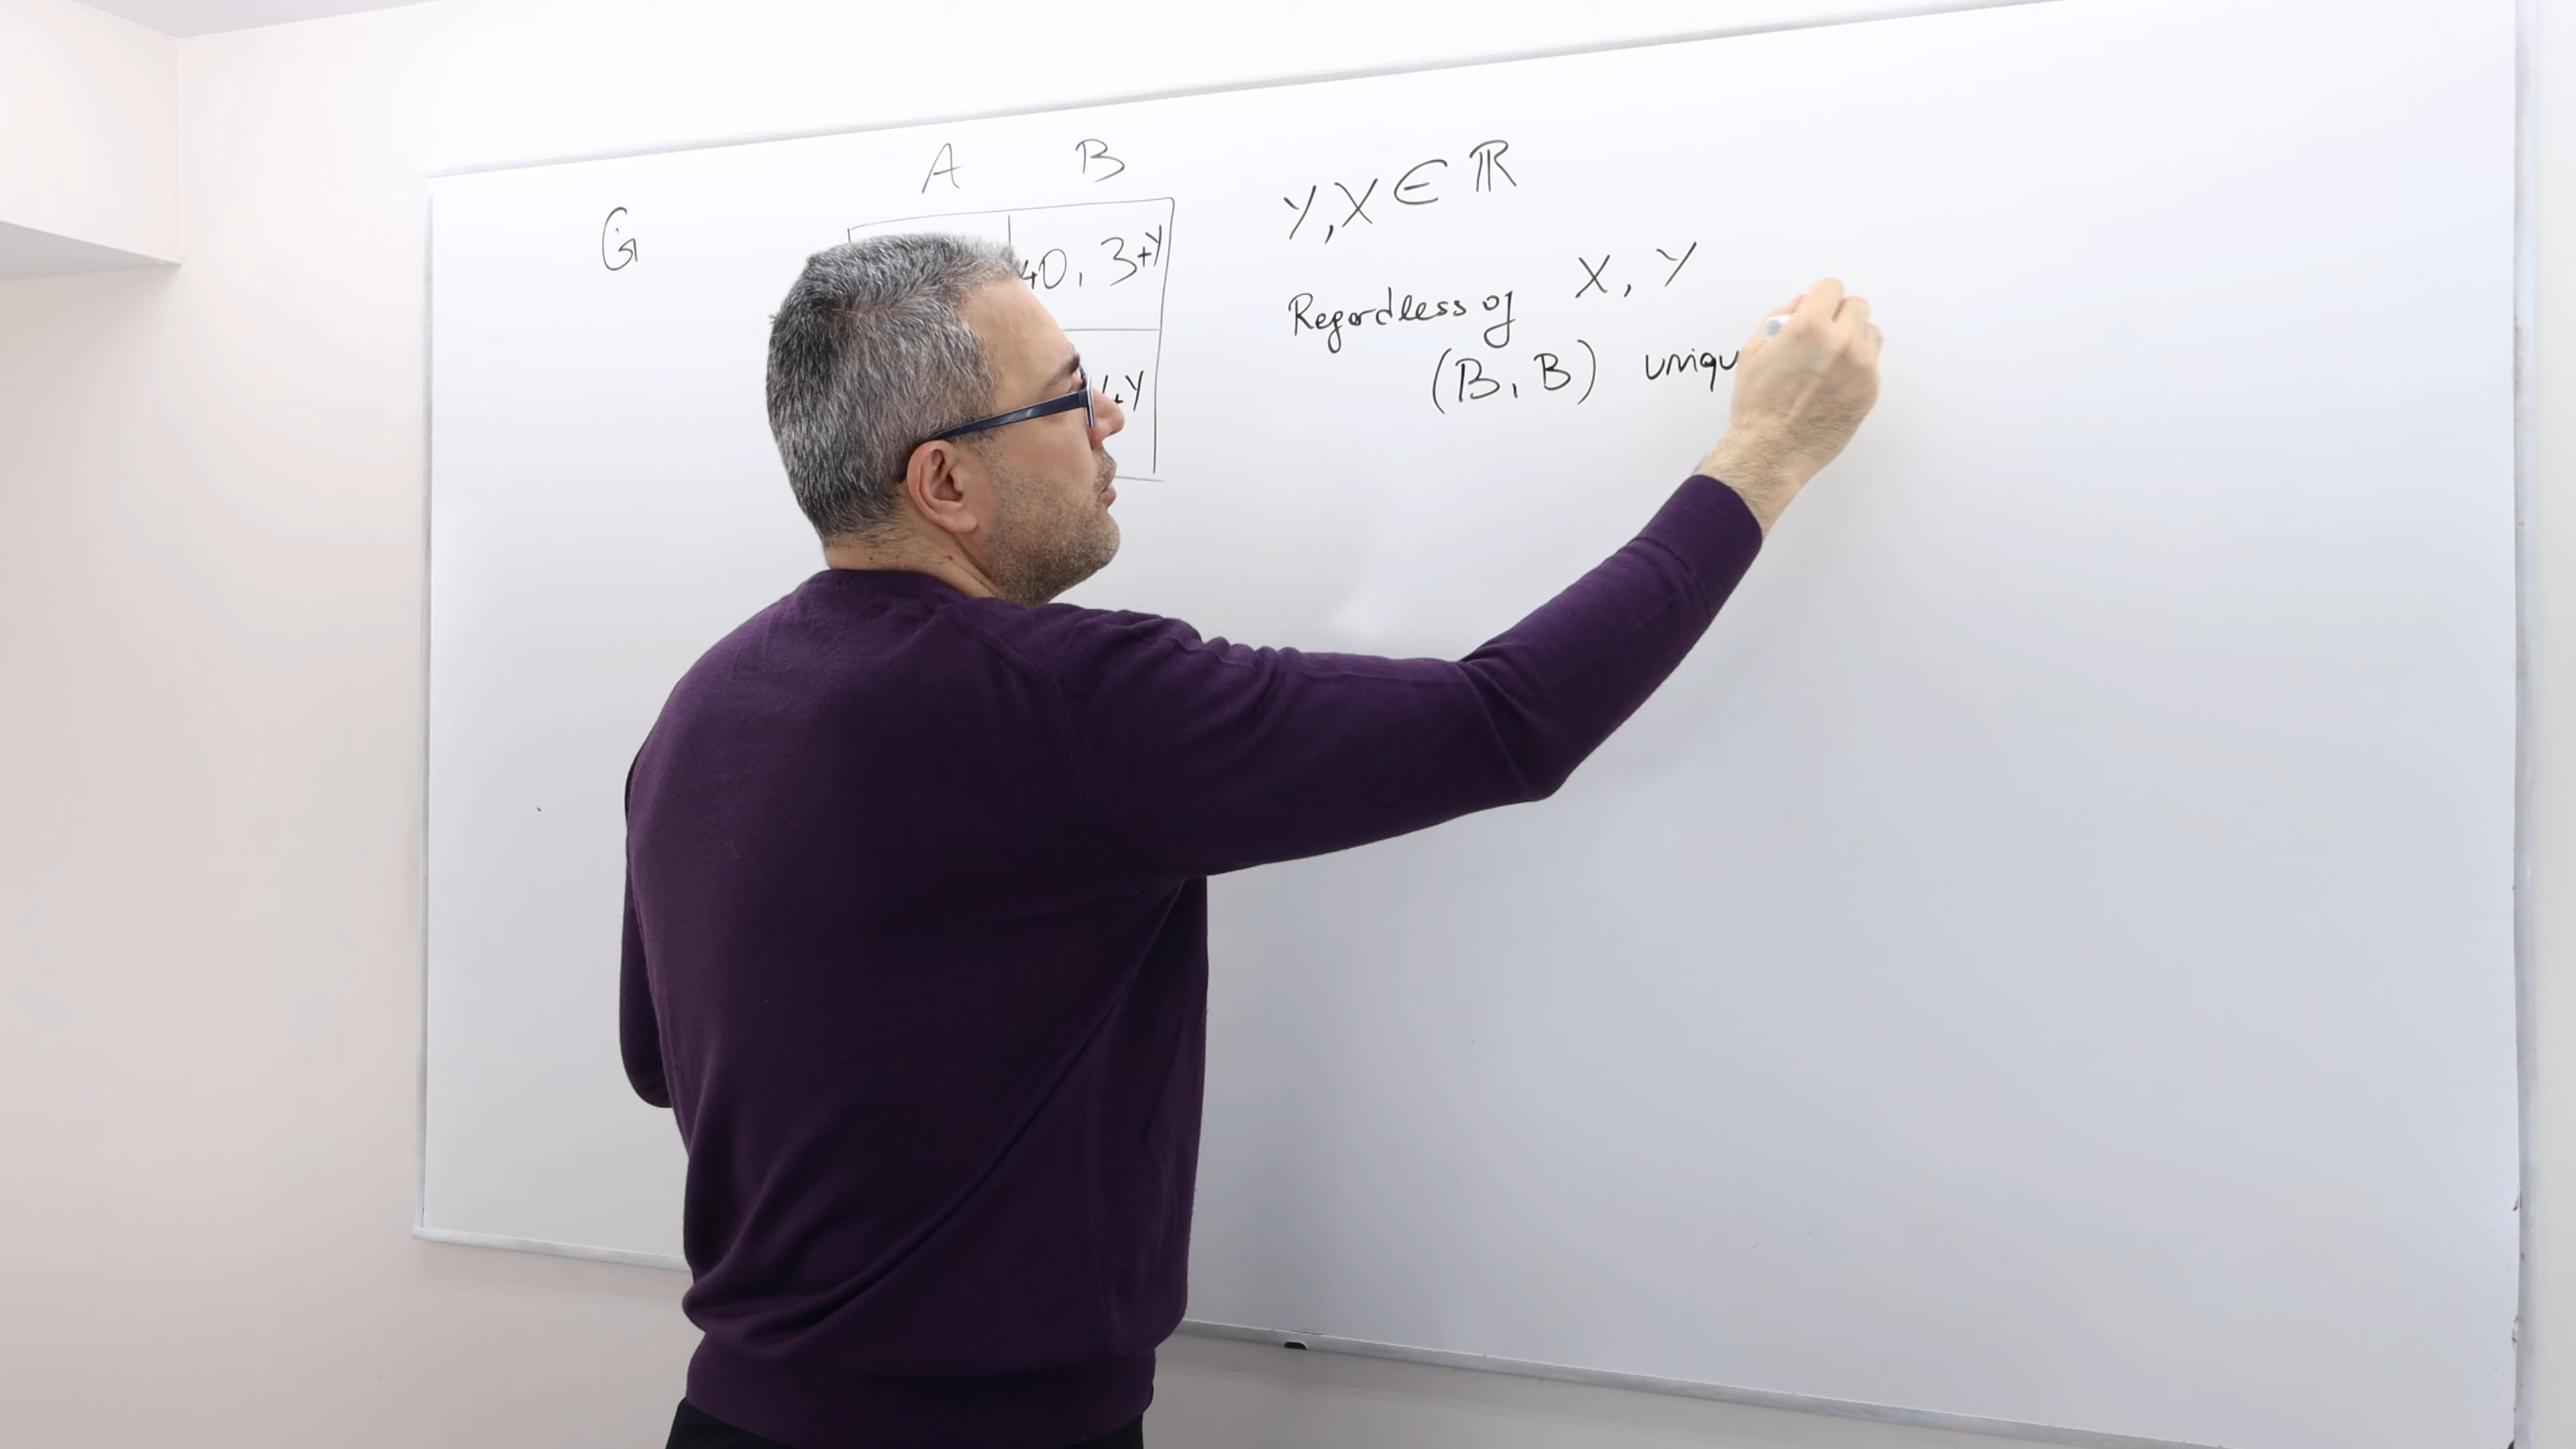 A B
G
40, 3+Y
+Y
Y, X ∈ ℝ
Regardless of X, Y
(B, B) uniqu